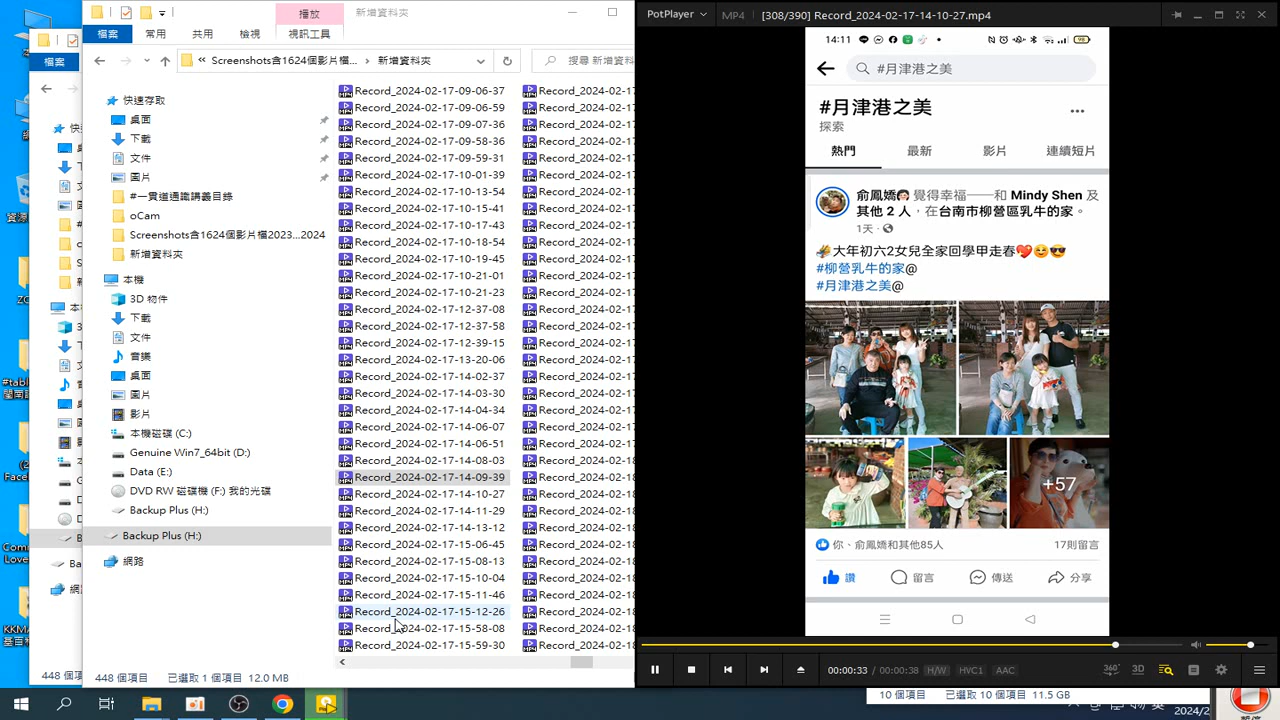 播放
新增資料夾
檔案
常用
共用
檢視
視訊工具
檔案
Screenshots含1624個影片檔...
新增資料夾
搜尋 新增資料
快速存取
桌面
下載
文件
圖片
#一貫道通識講義目錄
oCam
Screenshots含1624個影片檔2023...2024
新增資料夾
本機
3D 物件
下載
文件
音樂
桌面
圖片
影片
本機磁碟 (C:)
Genuine Win7_64bit (D:)
Data (E:)
DVD RW 磁碟機 (F:) 我的光碟
Backup Plus (H:)
Backup Plus (H:)
網路
Record_2024-02-17-09-06-37
Record_2024-02-17-09-06-59
Record_2024-02-17-09-07-36
Record_2024-02-17-09-58-36
Record_2024-02-17-09-59-31
Record_2024-02-17-10-01-39
Record_2024-02-17-10-13-54
Record_2024-02-17-10-15-41
Record_2024-02-17-10-17-43
Record_2024-02-17-10-18-54
Record_2024-02-17-10-19-45
Record_2024-02-17-10-21-01
Record_2024-02-17-10-21-23
Record_2024-02-17-12-37-08
Record_2024-02-17-12-37-58
Record_2024-02-17-12-39-15
Record_2024-02-17-13-20-06
Record_2024-02-17-14-02-37
Record_2024-02-17-14-03-30
Record_2024-02-17-14-04-34
Record_2024-02-17-14-06-07
Record_2024-02-17-14-06-51
Record_2024-02-17-14-08-03
Record_2024-02-17-14-09-39
Record_2024-02-17-14-10-27
Record_2024-02-17-14-11-29
Record_2024-02-17-14-13-12
Record_2024-02-17-15-06-45
Record_2024-02-17-15-08-13
Record_2024-02-17-15-10-04
Record_2024-02-17-15-11-46
Record_2024-02-17-15-12-26
Record_2024-02-17-15-58-08
Record_2024-02-17-15-59-30
448 個項目
448 個項目 已選取 1 個項目 12.0 MB
PotPlayer
MP4
[308/390] Record_2024-02-17-14-10-27.mp4
14:11
98
#月津港之美
#月津港之美
探索
熱門 最新 影片 連續短片
俞鳳嬌 覺得幸福——和 Mindy Shen 及
其他 2 人,在台南市柳營區乳牛的家。
1天
大年初六2女兒全家回學甲走春
#柳營乳牛的家@
#月津港之美@
+57
你、俞鳳嬌和其他85人
17則留言
讚 留言 傳送 分享
00:00:33 / 00:00:38 H/W HVC1 AAC
360°
3D
10 個項目 已選取 10 個項目 11.5 GB